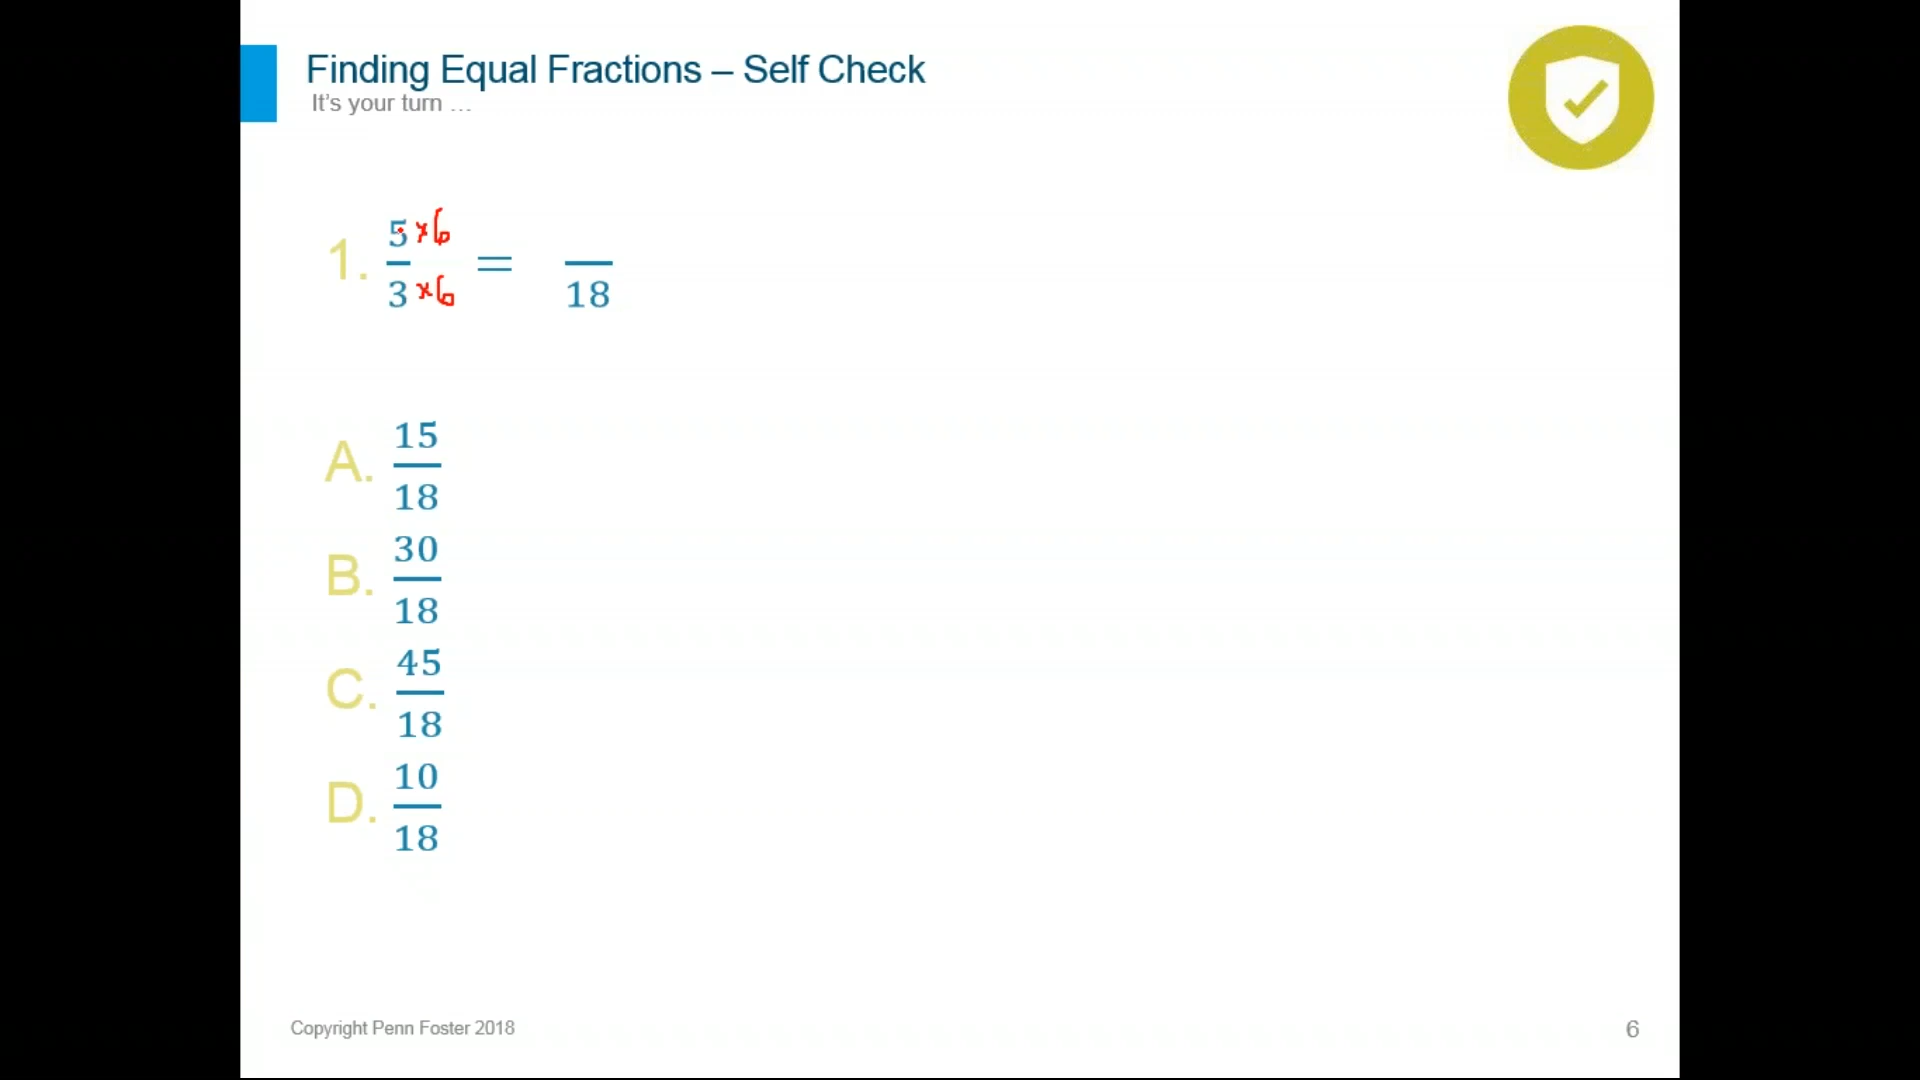 Finding Equal Fractions – Self Check
It's your turn ...
5 ×6
1. =
3 ×6 18
15
A.
18
30
B.
18
45
C.
18
10
D.
18
Copyright Penn Foster 2018
6